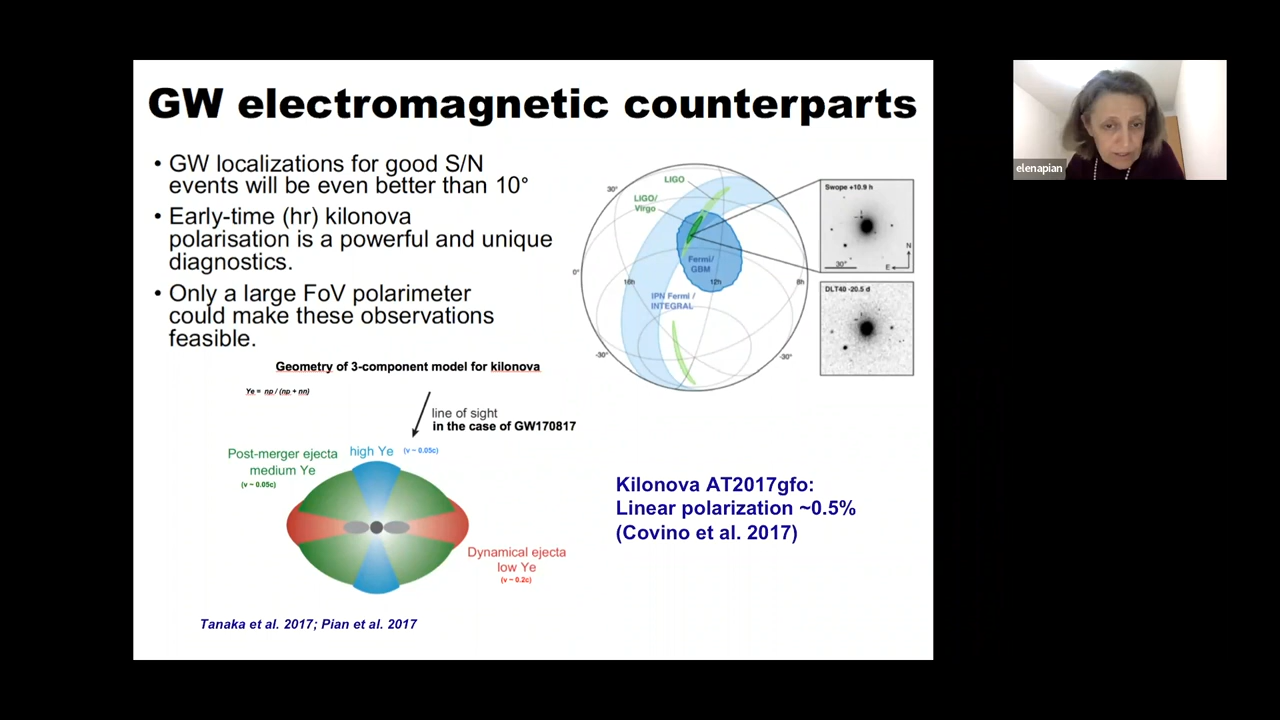 GW electromagnetic counterparts
• GW localizations for good S/N
events will be even better than 10°
• Early-time (hr) kilonova
polarisation is a powerful and unique
diagnostics.
• Only a large FoV polarimeter
could make these observations
feasible.
LIGO
LIGO/
Virgo
Fermi/
GBM
IPN Fermi /
INTEGRAL
30°
0°
-30°
-30°
16h
12h
8h
Swope +10.9 h
30"
N
E
DLT40 -20.5 d
Geometry of 3-component model for kilonova
Ye = np / (np + nn)
line of sight
in the case of GW170817
Post-merger ejecta
medium Ye
(v ~ 0.05c)
high Ye (v ~ 0.05c)
Dynamical ejecta
low Ye
(v ~ 0.2c)
Kilonova AT2017gfo:
Linear polarization ~0.5%
(Covino et al. 2017)
Tanaka et al. 2017; Pian et al. 2017
elenapian